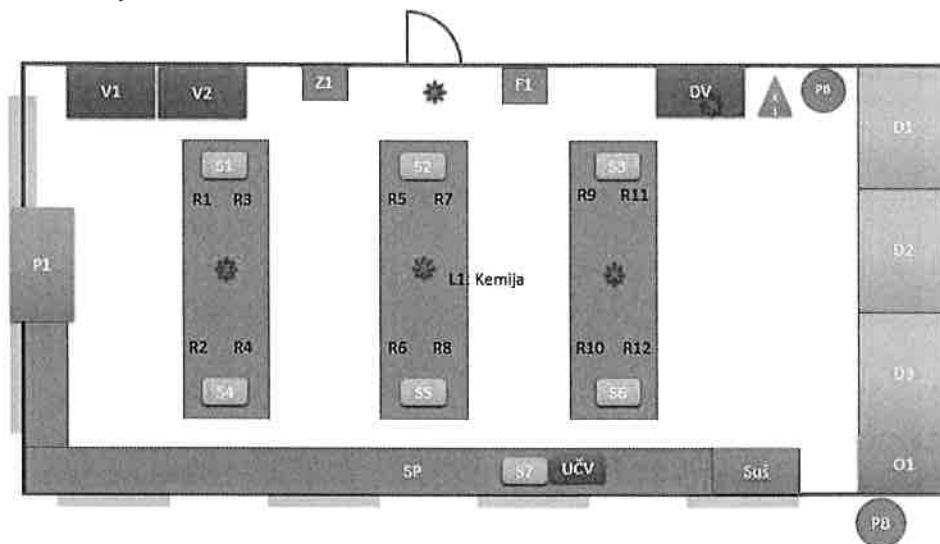 V1 V2 Z1 F1 DV PB
D1
S1 S2 S3
R1 R3 R5 R7 R9 R11
P1
D2
L1: Kemija
R2 R4 R6 R8 R10 R12
D3
S4 S5 S6
SP S7 UČV Suš O1
PB